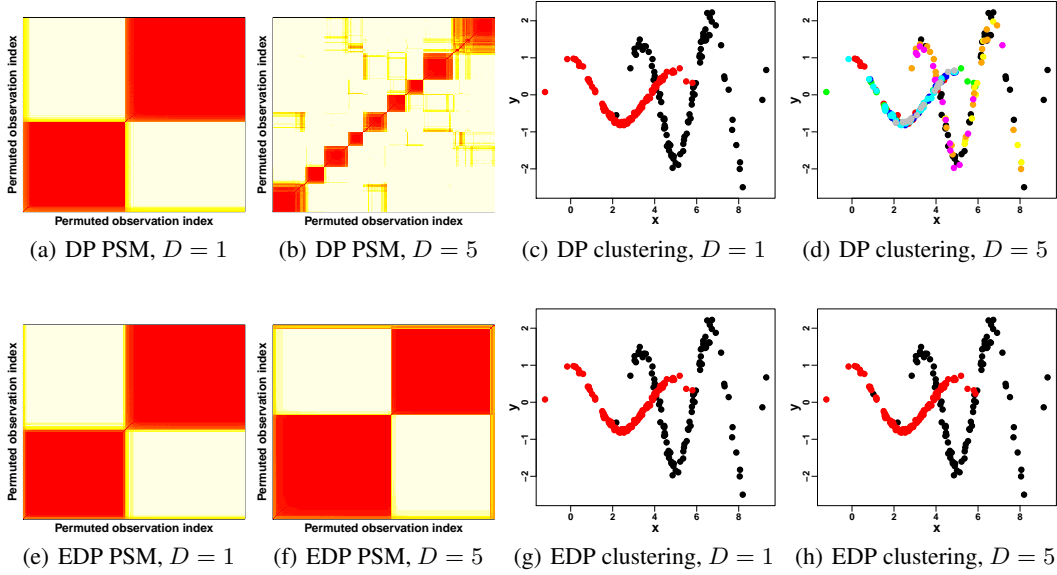 Permuted observation index
Permuted observation index
Permuted observation index
Permuted observation index
y
2
1
0
−1
−2
0 2 4 6 8
x
y
2
1
0
−1
−2
0 2 4 6 8
x
(a) DP PSM, D = 1
(b) DP PSM, D = 5
(c) DP clustering, D = 1
(d) DP clustering, D = 5
Permuted observation index
Permuted observation index
Permuted observation index
Permuted observation index
y
2
1
0
−1
−2
0 2 4 6 8
x
y
2
1
0
−1
−2
0 2 4 6 8
x
(e) EDP PSM, D = 1
(f) EDP PSM, D = 5
(g) EDP clustering, D = 1
(h) EDP clustering, D = 5